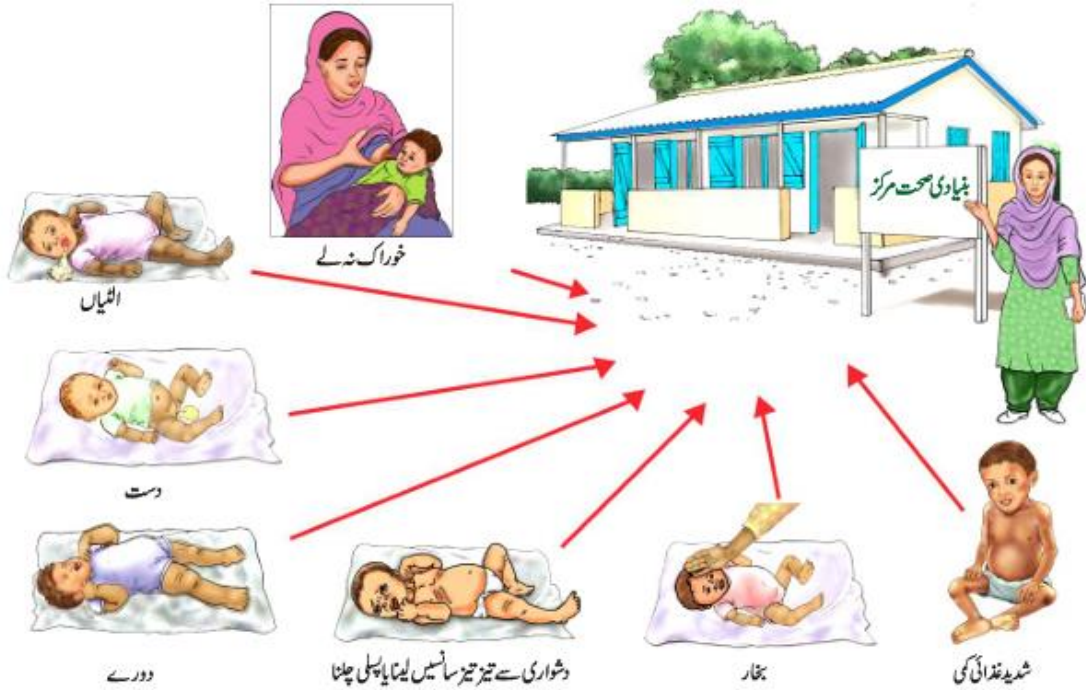 بنیادی صحت مرکز
خوراک نہ لے
الٹیاں
دست
دورے
دشواری سے تیز تیز سانسیں لینا یا پسلی چلنا
بخار
شدید غذائی کمی